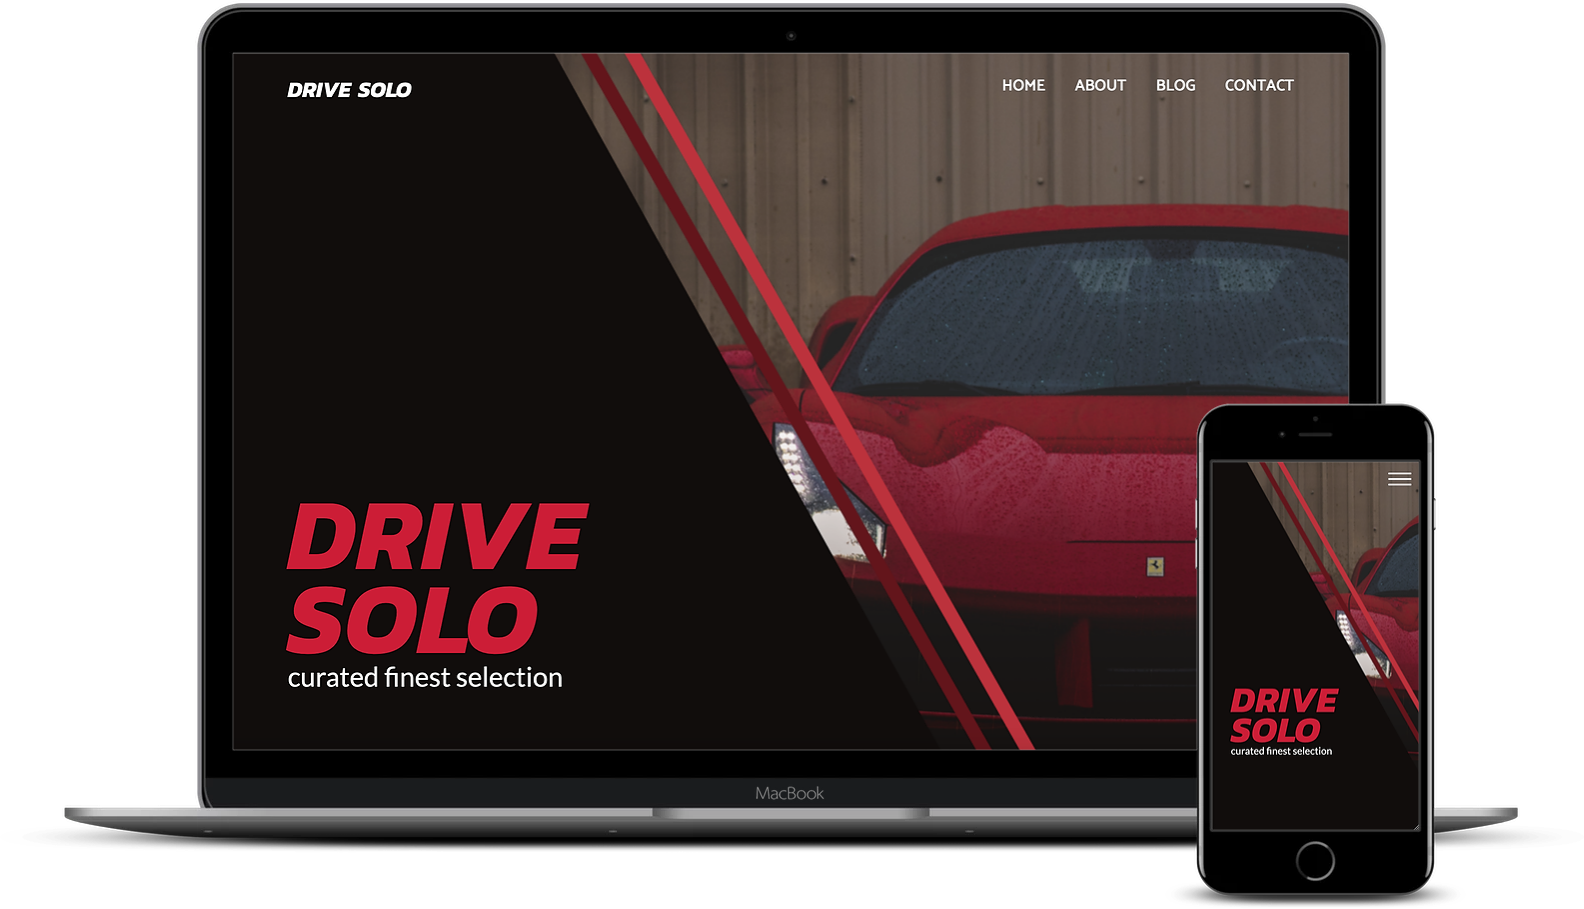 DRIVE SOLO
HOME ABOUT BLOG CONTACT
DRIVE
SOLO
curated finest selection
MacBook
DRIVE
SOLO
curated finest selection